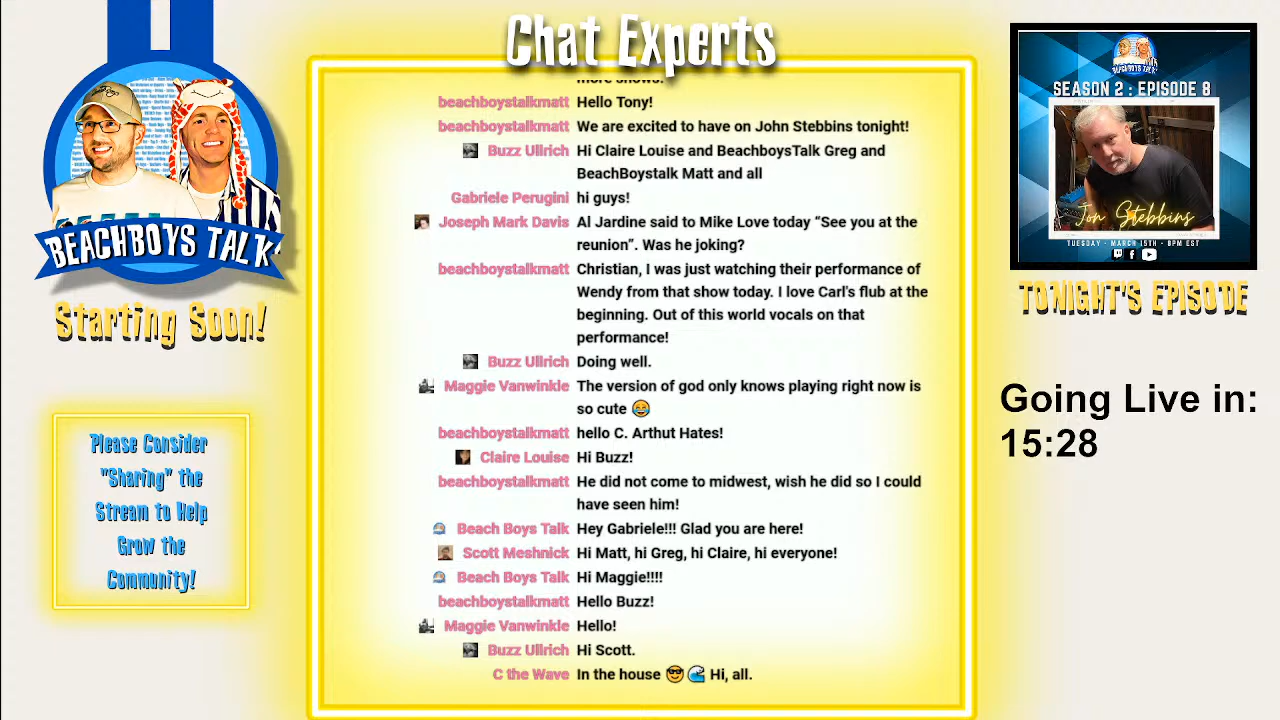 Chat Experts
BEACHBOYS TALK
Starting Soon!
Please Consider
"Sharing" the
Stream to Help
Grow the
Community!
more shows!
beachboystalkmatt Hello Tony!
beachboystalkmatt We are excited to have on John Stebbins tonight!
Buzz Ullrich Hi Claire Louise and BeachboysTalk Greg and
BeachBoystalk Matt and all
Gabriele Perugini hi guys!
Joseph Mark Davis Al Jardine said to Mike Love today “See you at the
reunion”. Was he joking?
beachboystalkmatt Christian, I was just watching their performance of
Wendy from that show today. I love Carl's flub at the
beginning. Out of this world vocals on that
performance!
Buzz Ullrich Doing well.
Maggie Vanwinkle The version of god only knows playing right now is
so cute 😂
beachboystalkmatt hello C. Arthut Hates!
Claire Louise Hi Buzz!
beachboystalkmatt He did not come to midwest, wish he did so I could
have seen him!
Beach Boys Talk Hey Gabriele!!! Glad you are here!
Scott Meshnick Hi Matt, hi Greg, hi Claire, hi everyone!
Beach Boys Talk Hi Maggie!!!!
beachboystalkmatt Hello Buzz!
Maggie Vanwinkle Hello!
Buzz Ullrich Hi Scott.
C the Wave In the house 😎 🌊 Hi, all.
BEACHBOYS TALK
SEASON 2 : EPISODE 8
Jon Stebbins
TUESDAY - MARCH 15TH - 8PM EST
TONIGHT'S EPISODE
Going Live in:
15:28